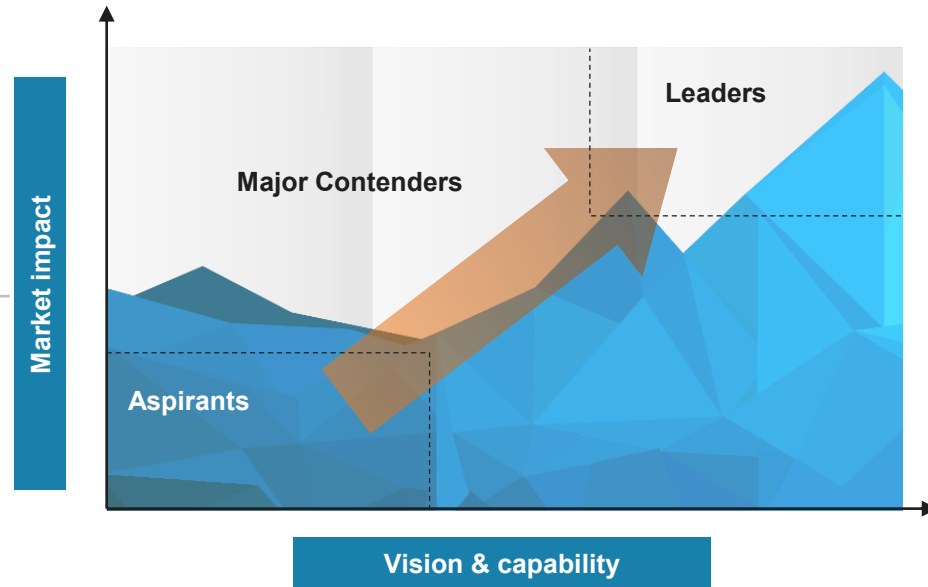 Leaders
Major Contenders
Market impact
Aspirants
Vision & capability